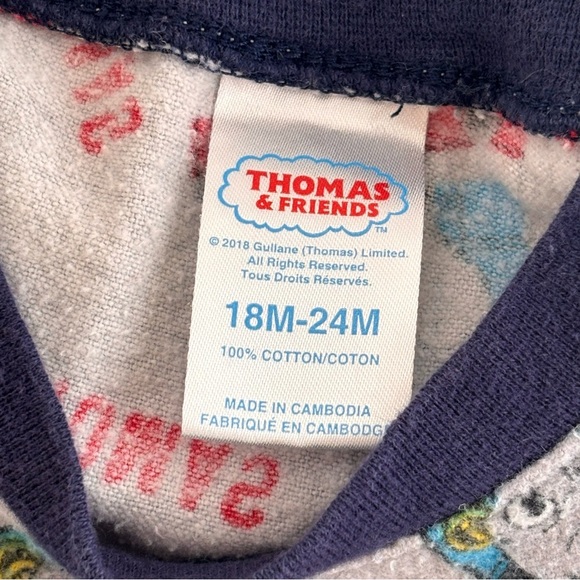 THOMAS
& FRIENDS
TM
© 2018 Gullane (Thomas) Limited.
All Rights Reserved.
Tous Droits Réservés.
18M-24M
100% COTTON/COTON
MADE IN CAMBODIA
FABRIQUÉ EN CAMBODGE